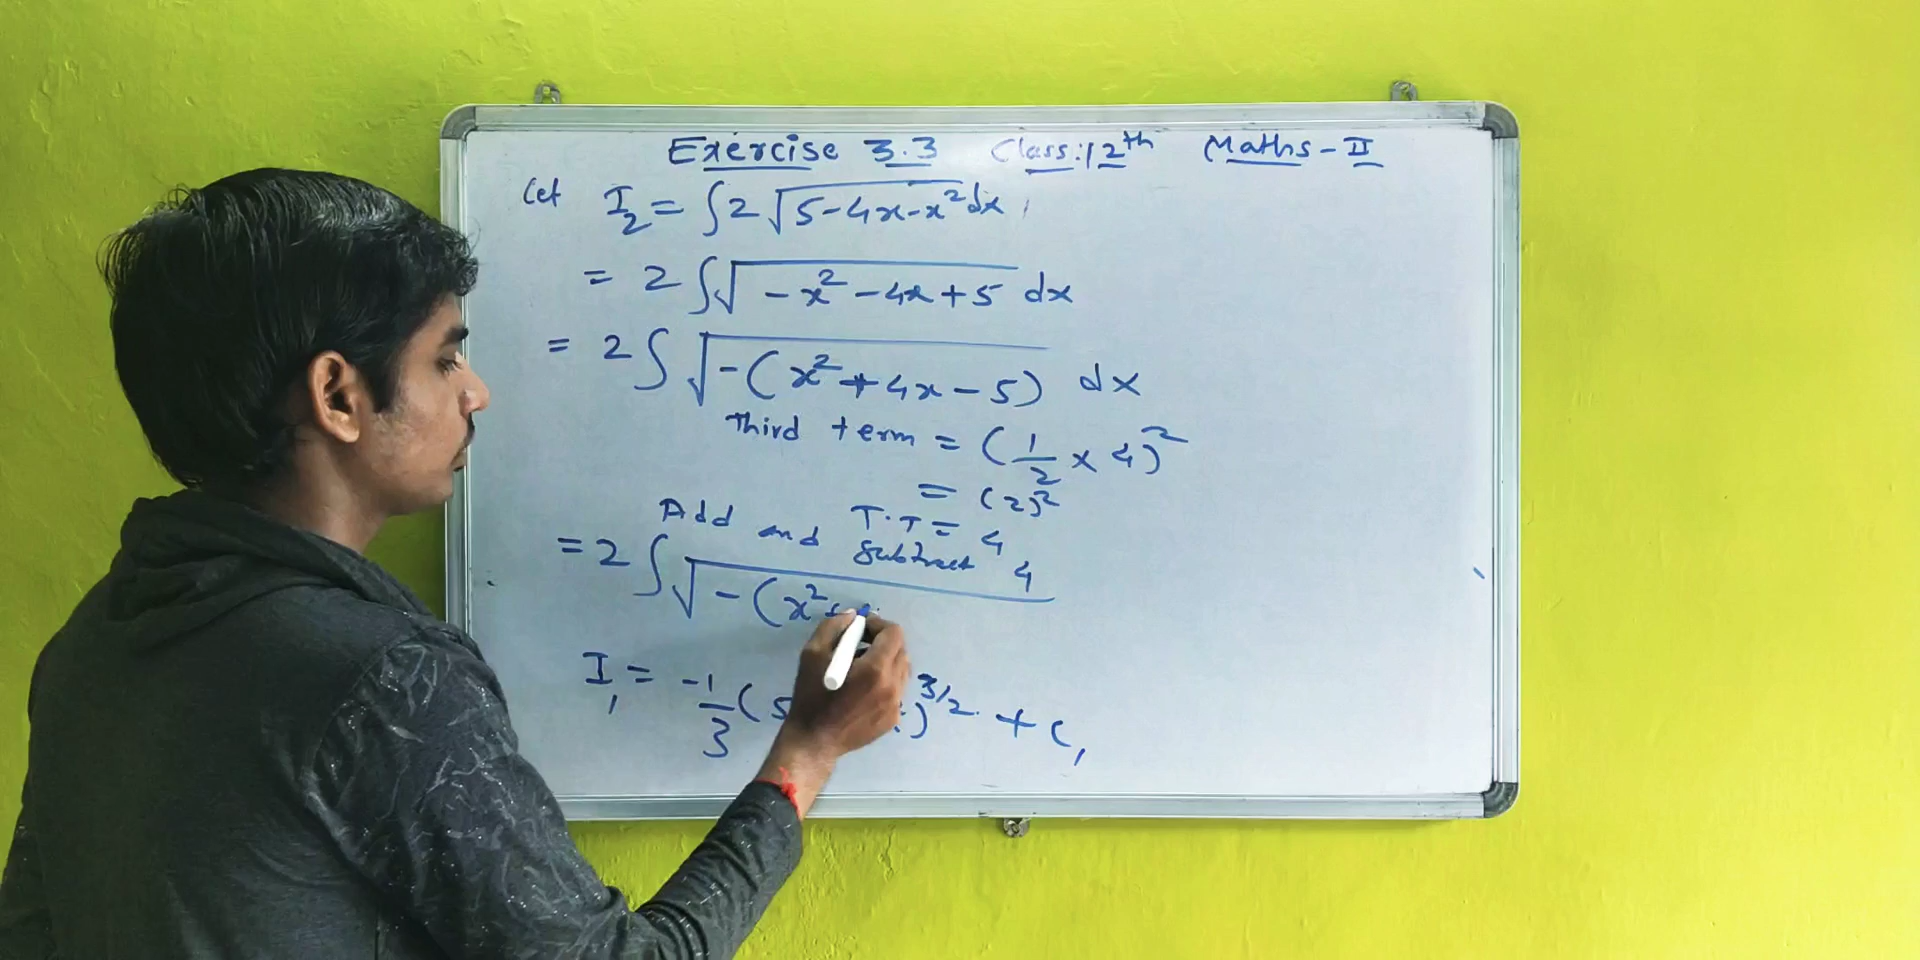 Exercise 3.3 Class:12th Maths-II
Let I₂ = ∫2√(5-4x-x²) dx
= 2∫√(-x²-4x+5) dx
= 2∫√(-(x²+4x-5)) dx
Third term = (1/2 × 4)²
= (2)²
T.T = 4
Add and subtract 4
= 2∫√(-(x²+
I₁ = -1/3 (5 )^3/2 + C₁